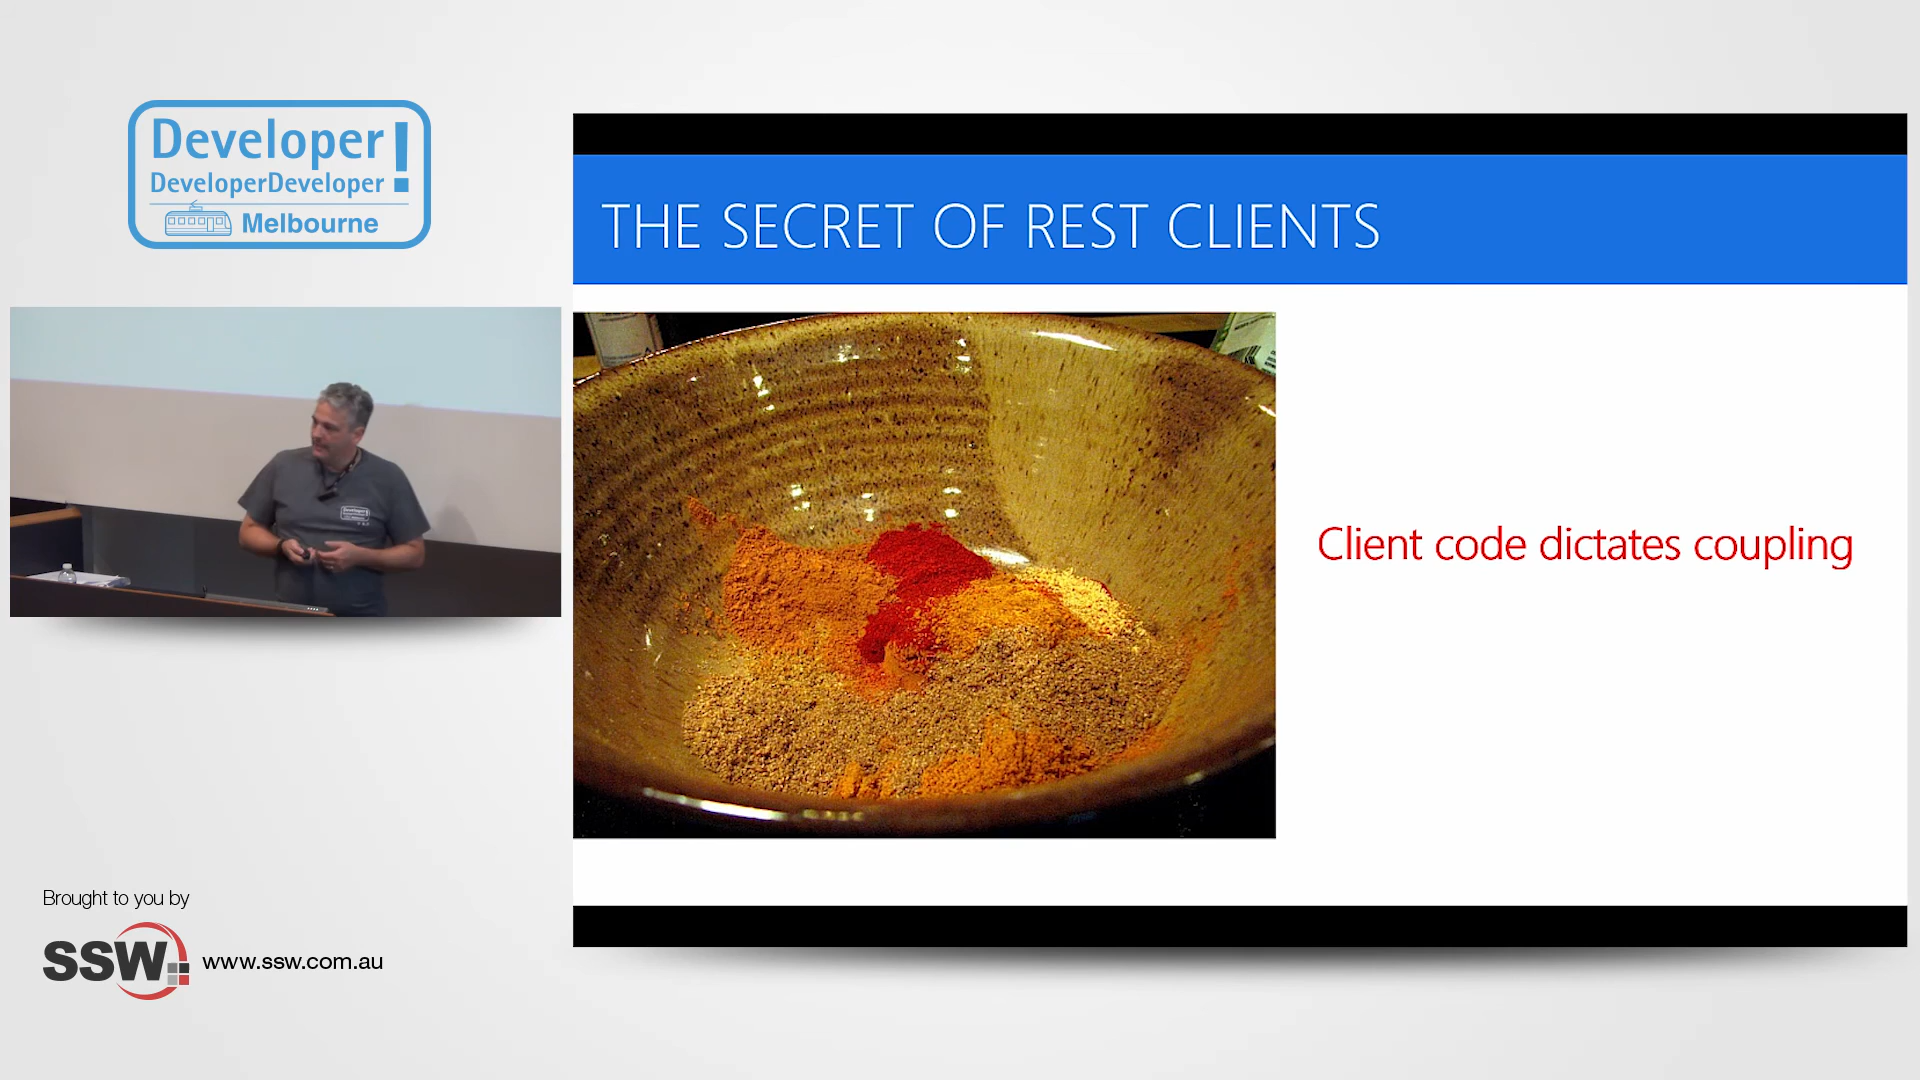 Developer!
DeveloperDeveloper
Melbourne
THE SECRET OF REST CLIENTS
Client code dictates coupling
Developer!
Brought to you by
SSW
www.ssw.com.au